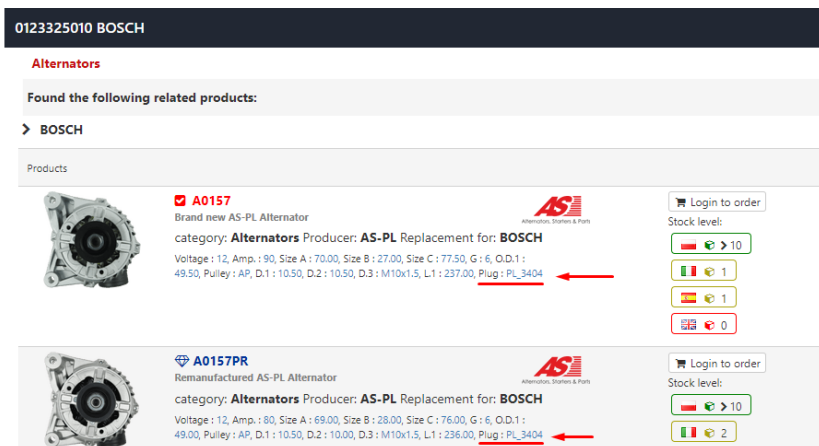 0123325010 BOSCH
Alternators
Found the following related products:
BOSCH
Products
A0157
Brand new AS-PL Alternator
category: Alternators Producer: AS-PL Replacement for: BOSCH
Voltage : 12, Amp. : 90, Size A : 70.00, Size B : 27.00, Size C : 77.50, G : 6, O.D.1 :
49.50, Pulley : AP, D.1 : 10.50, D.2 : 10.50, D.3 : M10x1.5, L.1 : 237.00, Plug : PL_3404
AS
Alternators, Starters & Parts
Login to order
Stock level:
> 10
1
1
0
A0157PR
Remanufactured AS-PL Alternator
category: Alternators Producer: AS-PL Replacement for: BOSCH
Voltage : 12, Amp. : 80, Size A : 69.00, Size B : 28.00, Size C : 76.00, G : 6, O.D.1 :
49.00, Pulley : AP, D.1 : 10.50, D.2 : 10.00, D.3 : M10x1.5, L.1 : 236.00, Plug : PL_3404
AS
Alternators, Starters & Parts
Login to order
Stock level:
> 10
2